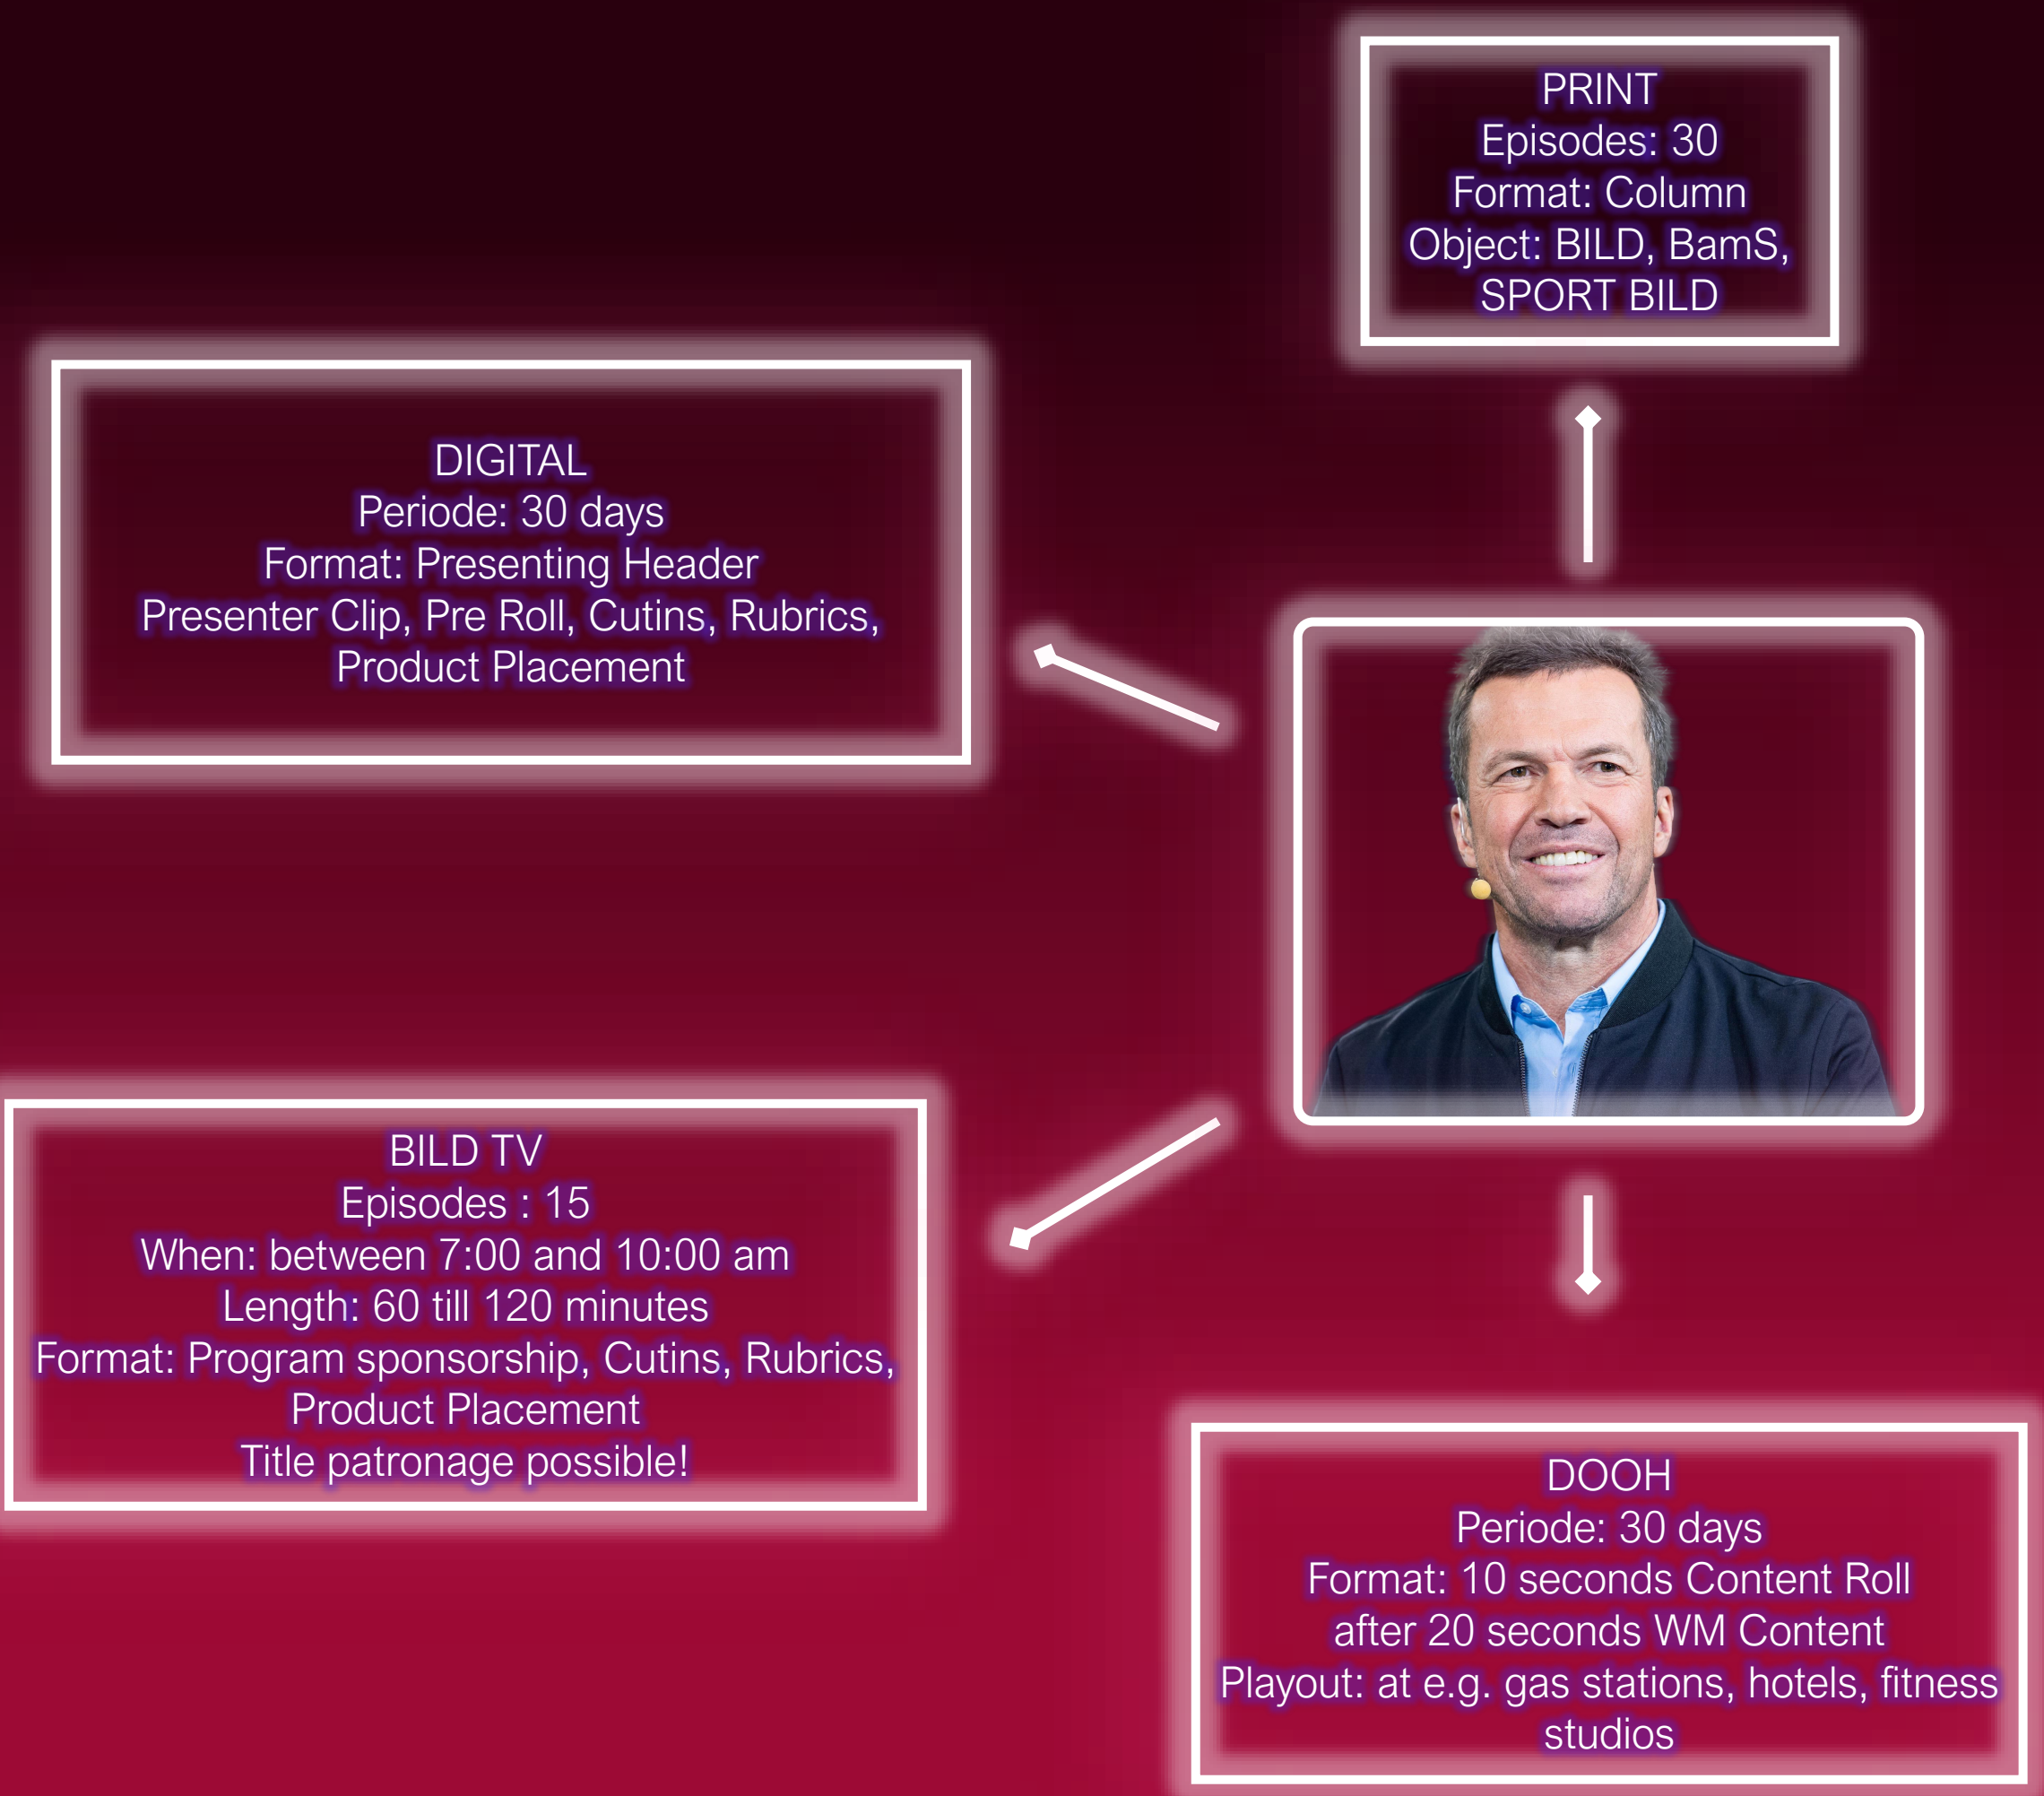 PRINT
Episodes: 30
Format: Column
Object: BILD, BamS,
SPORT BILD
DIGITAL
Periode: 30 days
Format: Presenting Header
Presenter Clip, Pre Roll, Cutins, Rubrics,
Product Placement
BILD TV
Episodes : 15
When: between 7:00 and 10:00 am
Length: 60 till 120 minutes
Format: Program sponsorship, Cutins, Rubrics,
Product Placement
Title patronage possible!
DOOH
Periode: 30 days
Format: 10 seconds Content Roll
after 20 seconds WM Content
Playout: at e.g. gas stations, hotels, fitness
studios